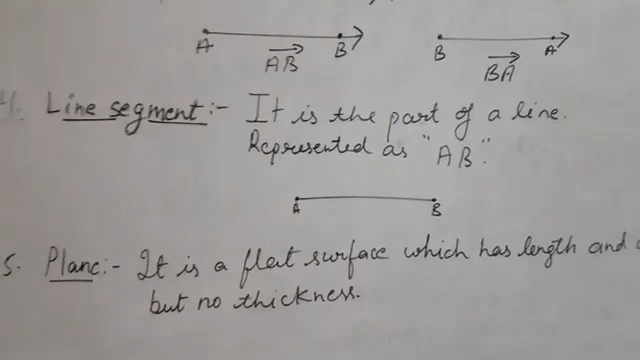 A B B A
AB BA
4. Line segment:- It is the part of a line.
Represented as "AB".
A B
5. Plane:- It is a flat surface which has length and
but no thickness.